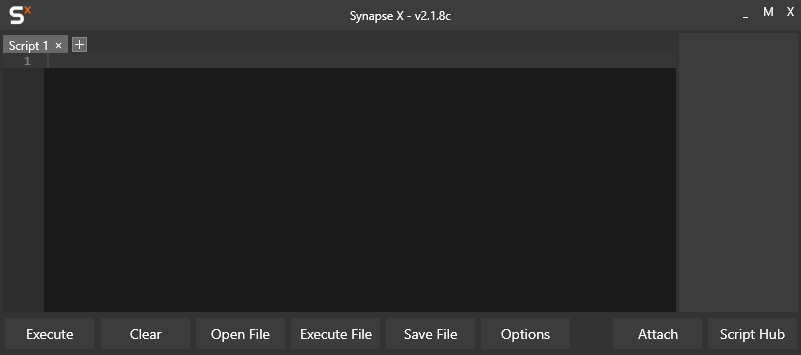 Sx
Synapse X - v2.1.8c
_ M X
Script 1 × +
1
Execute Clear Open File Execute File Save File Options Attach Script Hub